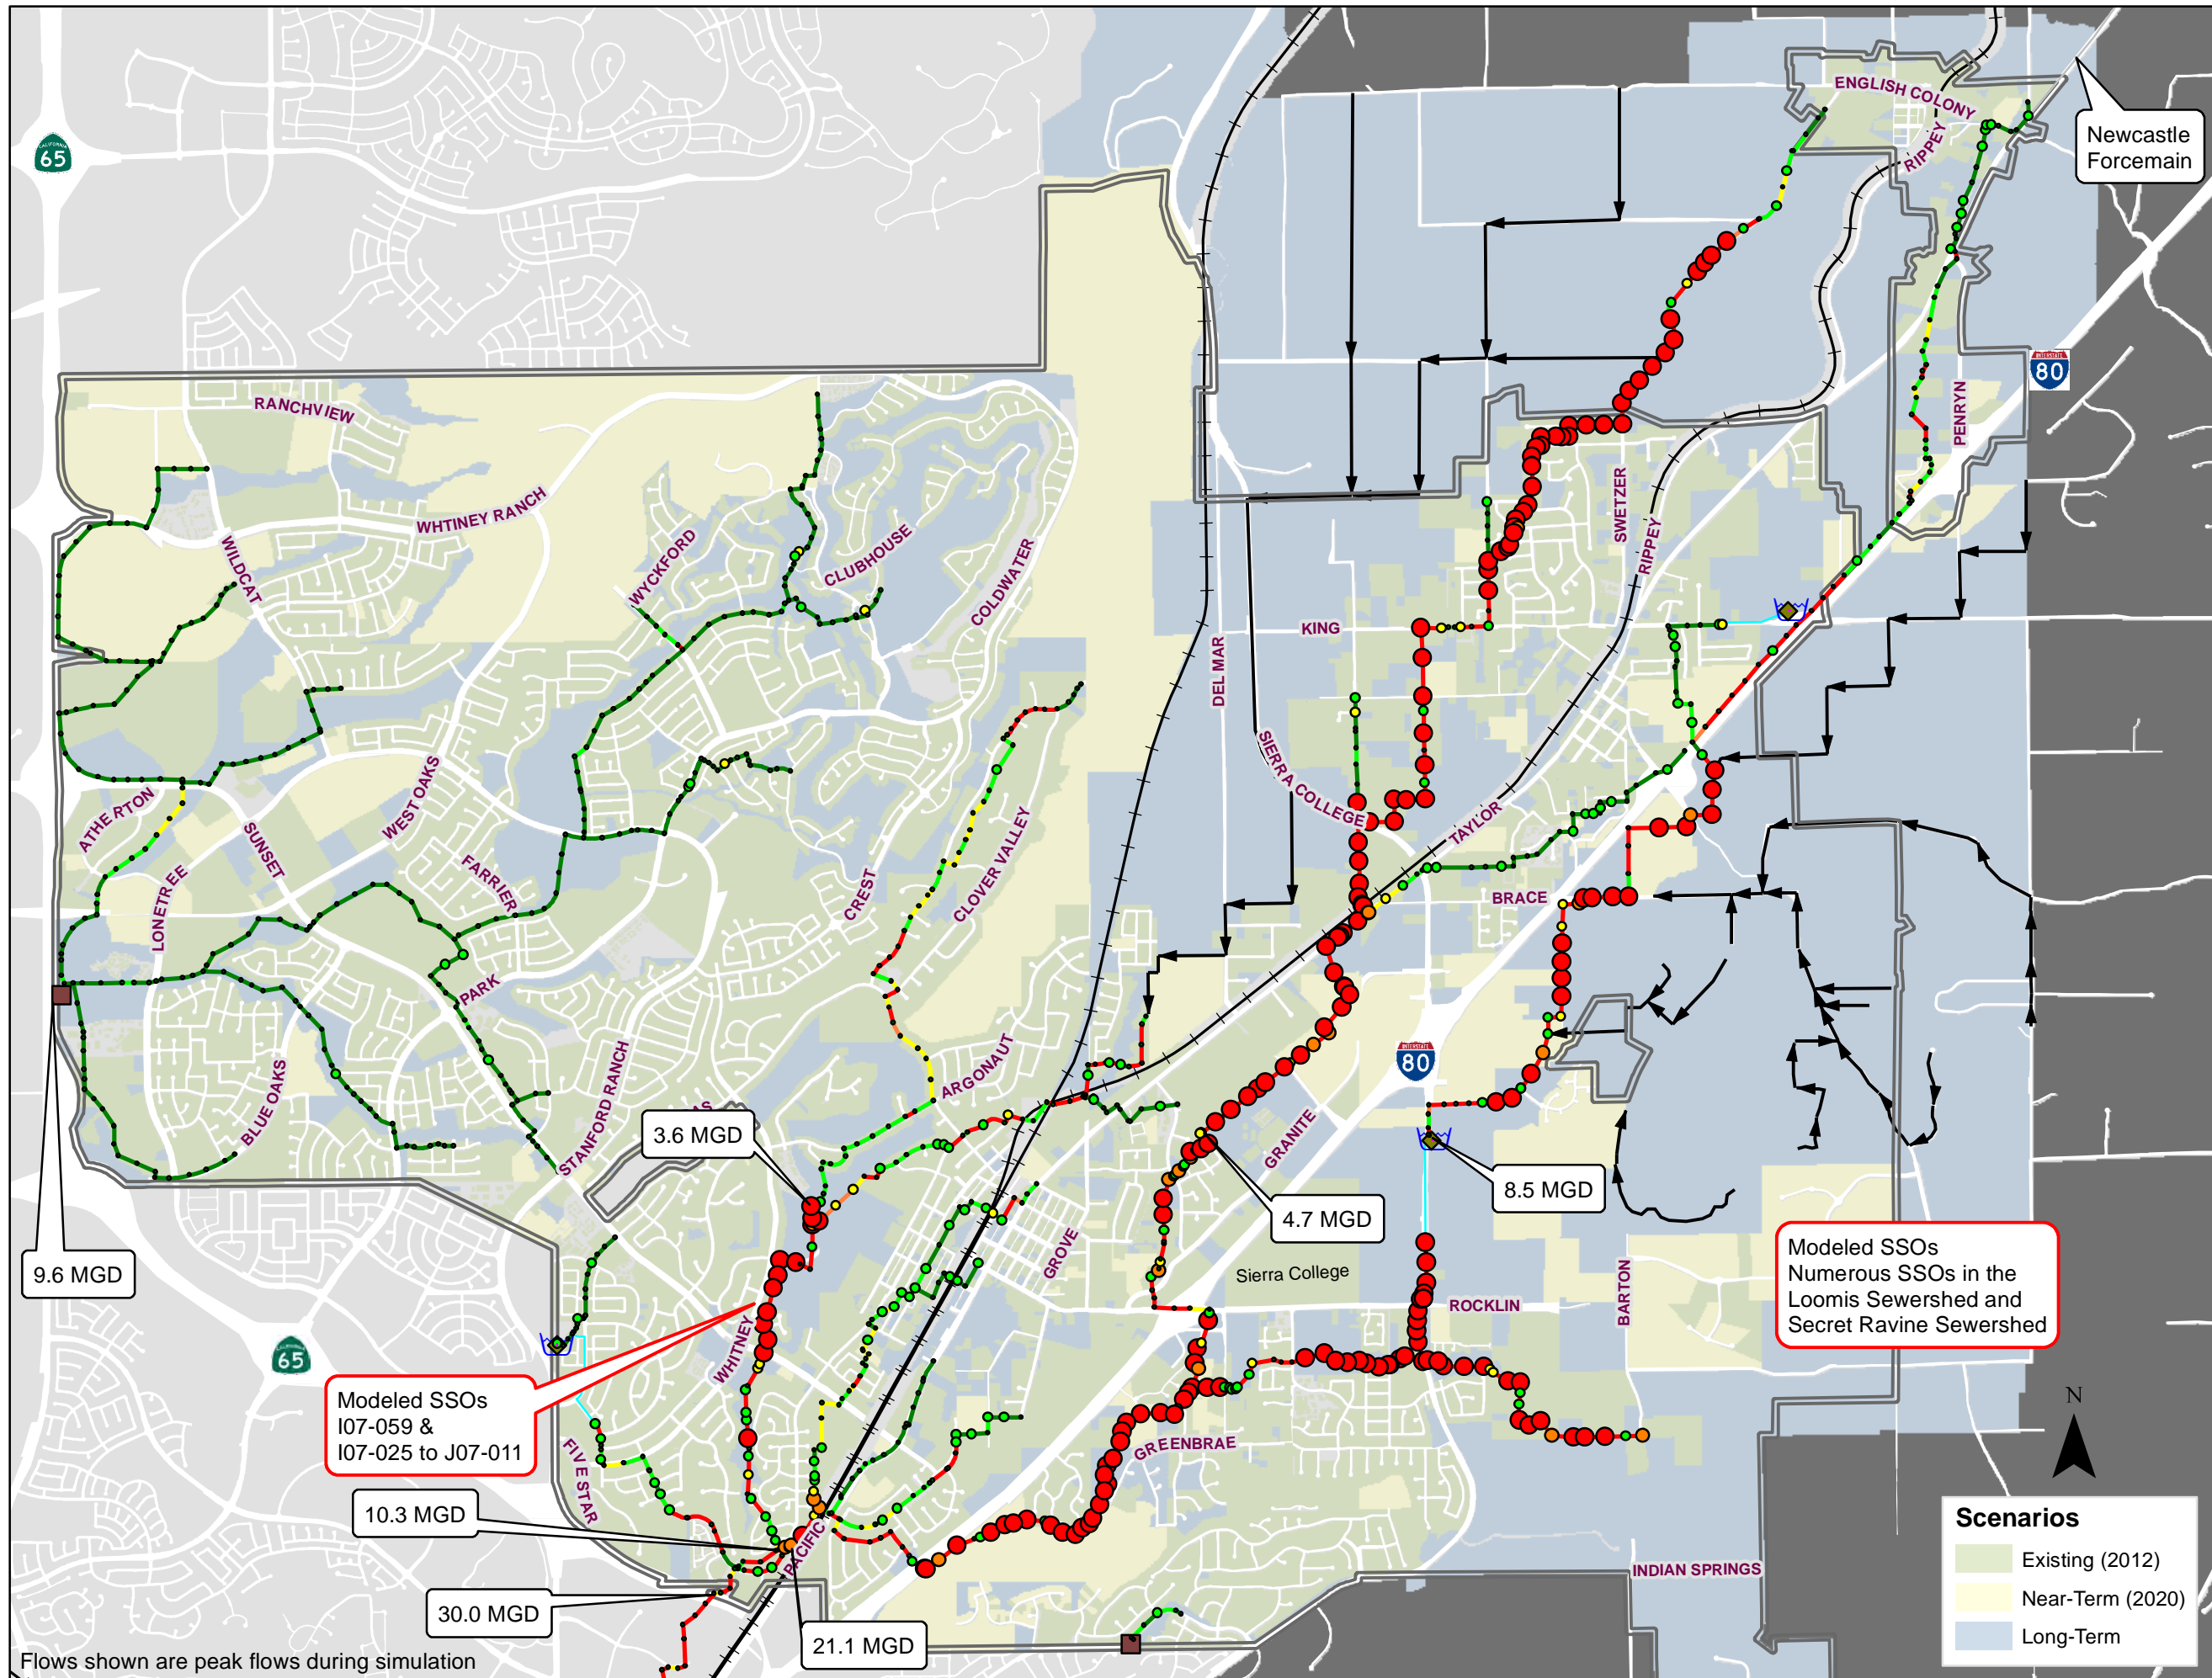 ENGLISH COLONY
RIPPEY
Newcastle
Forcemain
CALIFORNIA
65
INTERSTATE
80
RANCHVIEW
PENRYN
WHTINEY RANCH
WILDCAT
WYCKFORD
CLUBHOUSE
COLDWATER
SWETZER
RIPPEY
KING
DEL MAR
SIERRA COLLEGE
TAYLOR
ATHERTON
SUNSET
WEST OAKS
FARRIER
LONETREE
CREST
CLOVER VALLEY
BRACE
PARK
BLUE OAKS
STANFORD RANCH
ARGONAUT
GRANITE
INTERSTATE
80
3.6 MGD
AS
8.5 MGD
4.7 MGD
9.6 MGD
GROVE
Sierra College
ROCKLIN
BARTON
Modeled SSOs
Numerous SSOs in the
Loomis Sewershed and
Secret Ravine Sewershed
CALIFORNIA
65
WHITNEY
Modeled SSOs
I07-059 &
I07-025 to J07-011
FIVE STAR
GREENBRAE
10.3 MGD
PACIFIC
30.0 MGD
21.1 MGD
INDIAN SPRINGS
N
Scenarios
Existing (2012)
Near-Term (2020)
Long-Term
Flows shown are peak flows during simulation